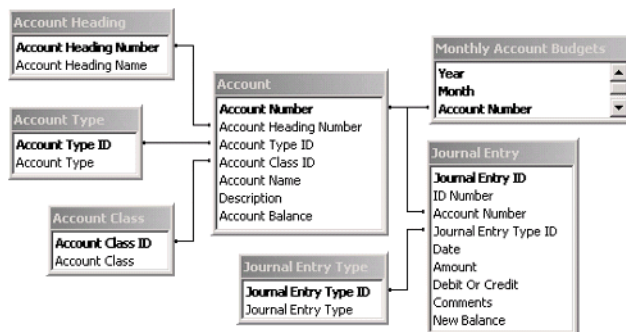 Account Heading
Account Heading Number
Account Heading Name
Account Type
Account Type ID
Account Type
Account Class
Account Class ID
Account Class
Account
Account Number
Account Heading Number
Account Type ID
Account Class ID
Account Name
Description
Account Balance
Journal Entry Type
Journal Entry Type ID
Journal Entry Type
Monthly Account Budgets
Year
Month
Account Number
Journal Entry
Journal Entry ID
ID Number
Account Number
Journal Entry Type ID
Date
Amount
Debit Or Credit
Comments
New Balance